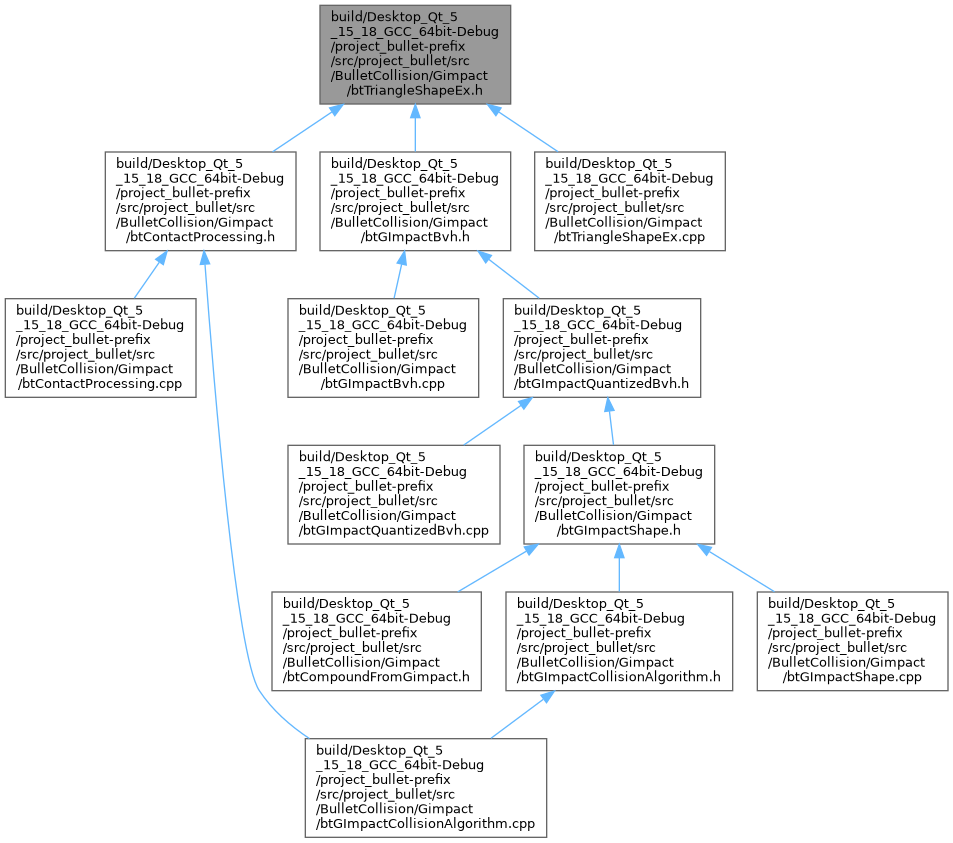 build/Desktop_Qt_5
_15_18_GCC_64bit-Debug
/project_bullet-prefix
/src/project_bullet/src
/BulletCollision/Gimpact
/btTriangleShapeEx.h
build/Desktop_Qt_5
_15_18_GCC_64bit-Debug
/project_bullet-prefix
/src/project_bullet/src
/BulletCollision/Gimpact
/btContactProcessing.h
build/Desktop_Qt_5
_15_18_GCC_64bit-Debug
/project_bullet-prefix
/src/project_bullet/src
/BulletCollision/Gimpact
/btGImpactBvh.h
build/Desktop_Qt_5
_15_18_GCC_64bit-Debug
/project_bullet-prefix
/src/project_bullet/src
/BulletCollision/Gimpact
/btTriangleShapeEx.cpp
build/Desktop_Qt_5
_15_18_GCC_64bit-Debug
/project_bullet-prefix
/src/project_bullet/src
/BulletCollision/Gimpact
/btContactProcessing.cpp
build/Desktop_Qt_5
_15_18_GCC_64bit-Debug
/project_bullet-prefix
/src/project_bullet/src
/BulletCollision/Gimpact
/btGImpactBvh.cpp
build/Desktop_Qt_5
_15_18_GCC_64bit-Debug
/project_bullet-prefix
/src/project_bullet/src
/BulletCollision/Gimpact
/btGImpactQuantizedBvh.h
build/Desktop_Qt_5
_15_18_GCC_64bit-Debug
/project_bullet-prefix
/src/project_bullet/src
/BulletCollision/Gimpact
/btGImpactQuantizedBvh.cpp
build/Desktop_Qt_5
_15_18_GCC_64bit-Debug
/project_bullet-prefix
/src/project_bullet/src
/BulletCollision/Gimpact
/btGImpactShape.h
build/Desktop_Qt_5
_15_18_GCC_64bit-Debug
/project_bullet-prefix
/src/project_bullet/src
/BulletCollision/Gimpact
/btCompoundFromGimpact.h
build/Desktop_Qt_5
_15_18_GCC_64bit-Debug
/project_bullet-prefix
/src/project_bullet/src
/BulletCollision/Gimpact
/btGImpactCollisionAlgorithm.h
build/Desktop_Qt_5
_15_18_GCC_64bit-Debug
/project_bullet-prefix
/src/project_bullet/src
/BulletCollision/Gimpact
/btGImpactShape.cpp
build/Desktop_Qt_5
_15_18_GCC_64bit-Debug
/project_bullet-prefix
/src/project_bullet/src
/BulletCollision/Gimpact
/btGImpactCollisionAlgorithm.cpp